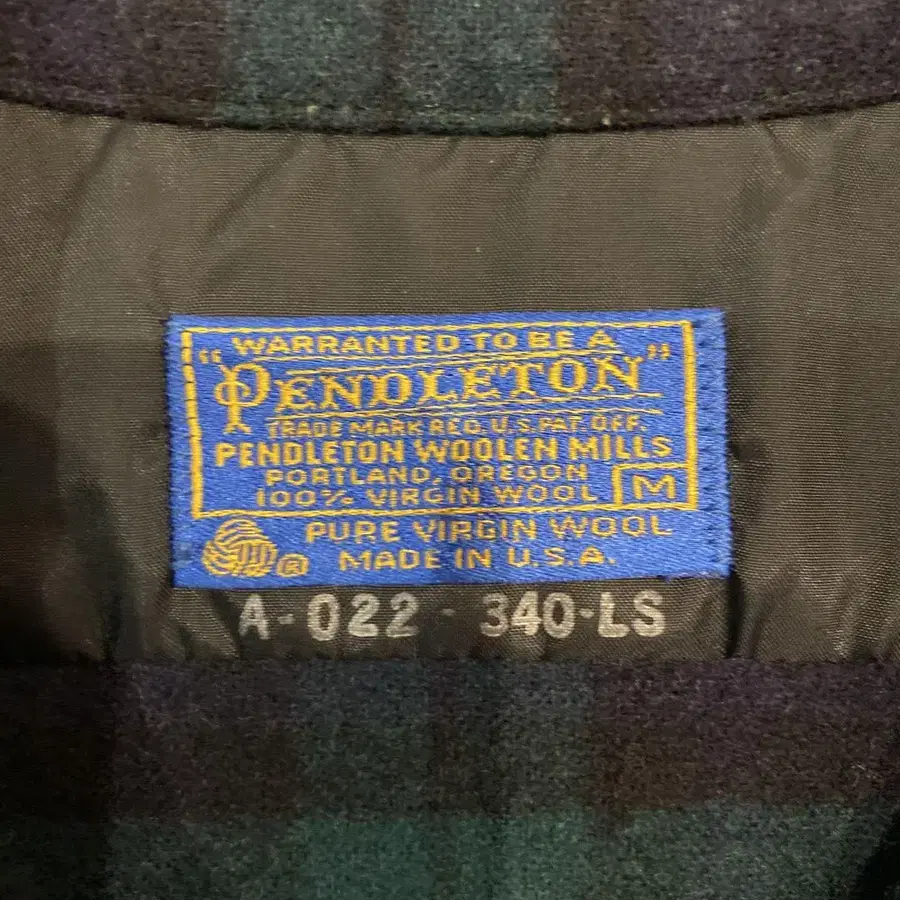 WARRANTED TO BE A
"PENDLETON"
TRADE MARK REG. U.S. PAT. OFF.
PENDLETON WOOLEN MILLS
PORTLAND, OREGON
100% VIRGIN WOOL M
PURE VIRGIN WOOL
® MADE IN U.S.A.
A-022-340-LS